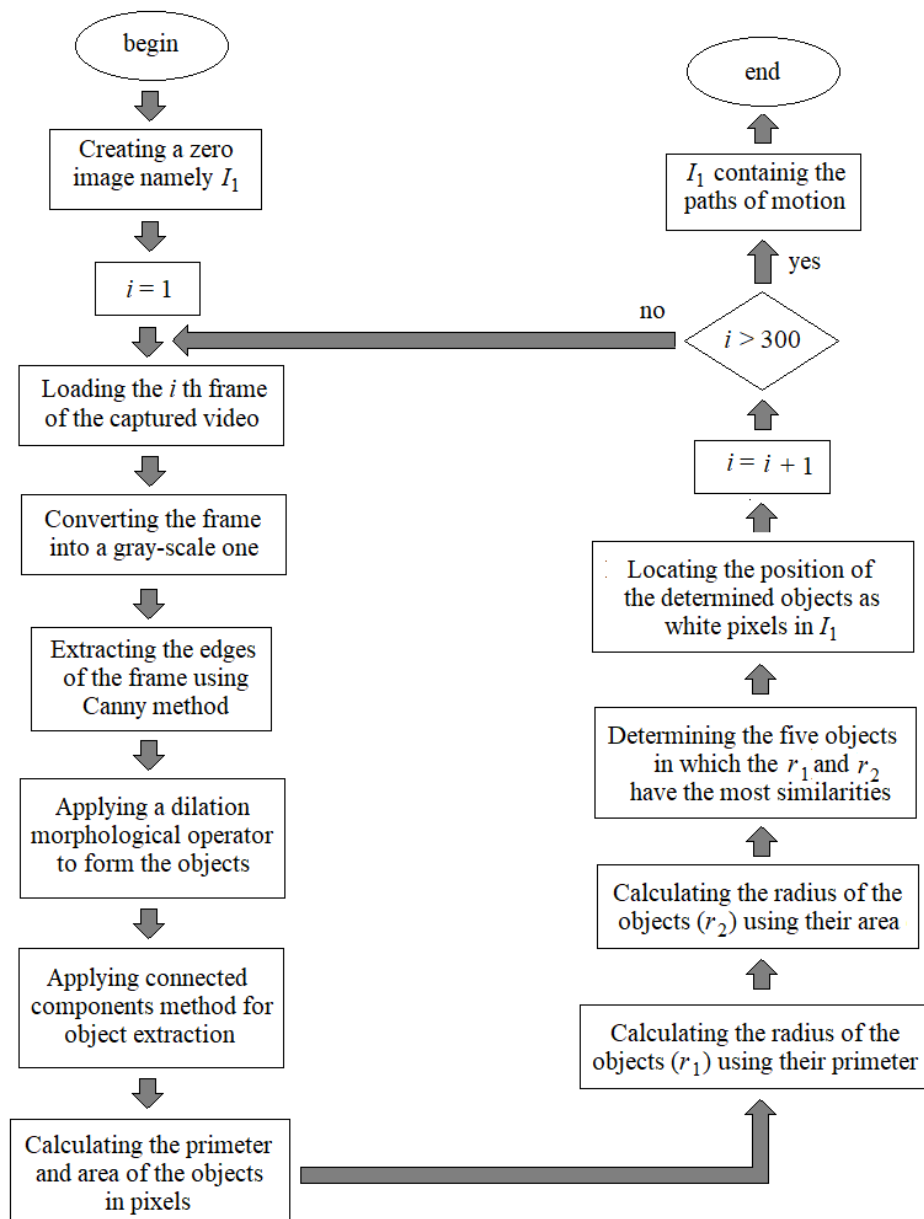 begin
Creating a zero
image namely I₁
i = 1
Loading the i th frame
of the captured video
Converting the frame
into a gray-scale one
Extracting the edges
of the frame using
Canny method
Applying a dilation
morphological operator
to form the objects
Applying connected
components method for
object extraction
Calculating the primeter
and area of the objects
in pixels
Calculating the radius of the
objects (r₁) using their primeter
Calculating the radius of the
objects (r₂) using their area
Determining the five objects
in which the r₁ and r₂
have the most similarities
Locating the position of
the determined objects as
white pixels in I₁
i = i + 1
i > 300
no
yes
I₁ containig the
paths of motion
end